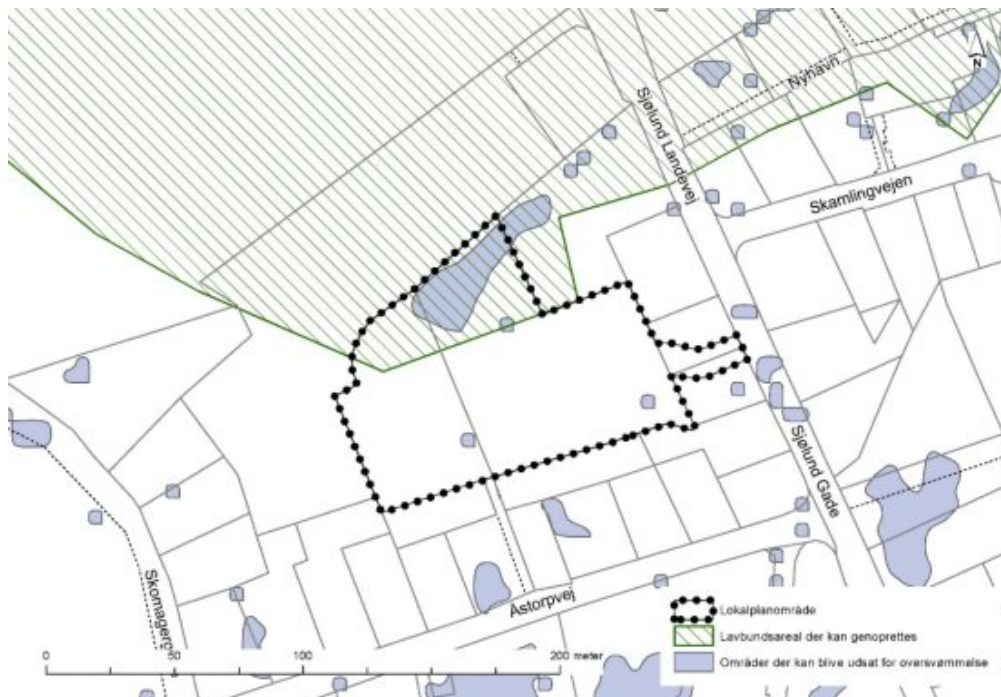 N
Nyhavn
Sjølund Landevej
Skamlingvejen
Sjølund Gade
Åstorpvej
Skomagerc
Lokalplanområde
Lavbundsareal der kan genoprettes
Områder der kan blive udsat for oversvømmelse
0 50 100 200 meter